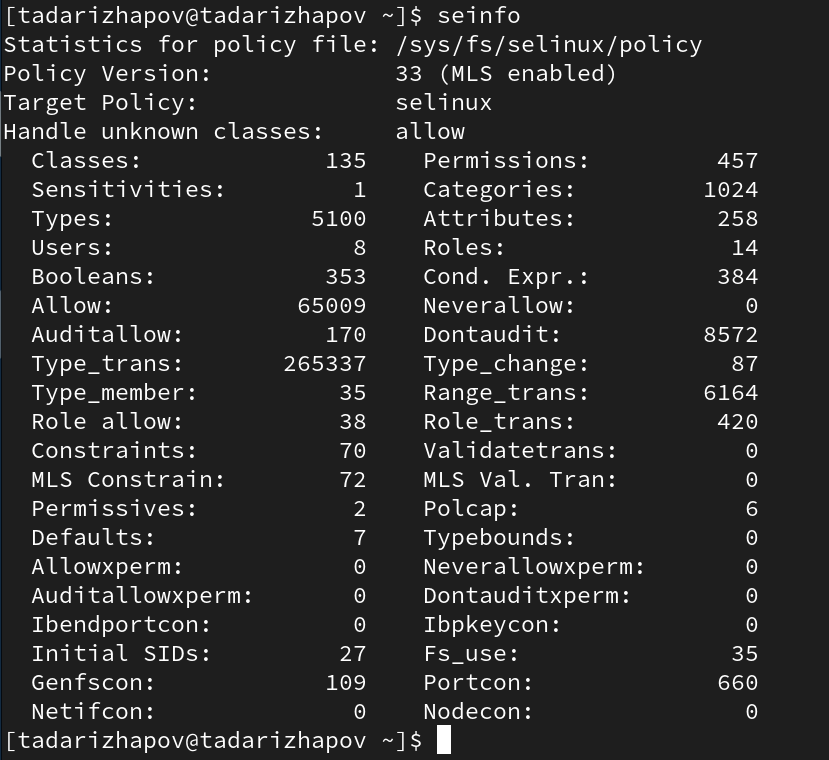 [tadarizhapov@tadarizhapov ~]$ seinfo
Statistics for policy file: /sys/fs/selinux/policy
Policy Version:             33 (MLS enabled)
Target Policy:              selinux
Handle unknown classes:     allow
  Classes:             135    Permissions:         457
  Sensitivities:         1    Categories:         1024
  Types:              5100    Attributes:          258
  Users:                 8    Roles:                14
  Booleans:            353    Cond. Expr.:         384
  Allow:             65009    Neverallow:            0
  Auditallow:          170    Dontaudit:          8572
  Type_trans:       265337    Type_change:          87
  Type_member:          35    Range_trans:        6164
  Role allow:           38    Role_trans:          420
  Constraints:          70    Validatetrans:         0
  MLS Constrain:        72    MLS Val. Tran:         0
  Permissives:           2    Polcap:                6
  Defaults:              7    Typebounds:            0
  Allowxperm:            0    Neverallowxperm:       0
  Auditallowxperm:       0    Dontauditxperm:        0
  Ibendportcon:          0    Ibpkeycon:             0
  Initial SIDs:         27    Fs_use:               35
  Genfscon:            109    Portcon:             660
  Netifcon:              0    Nodecon:               0
[tadarizhapov@tadarizhapov ~]$